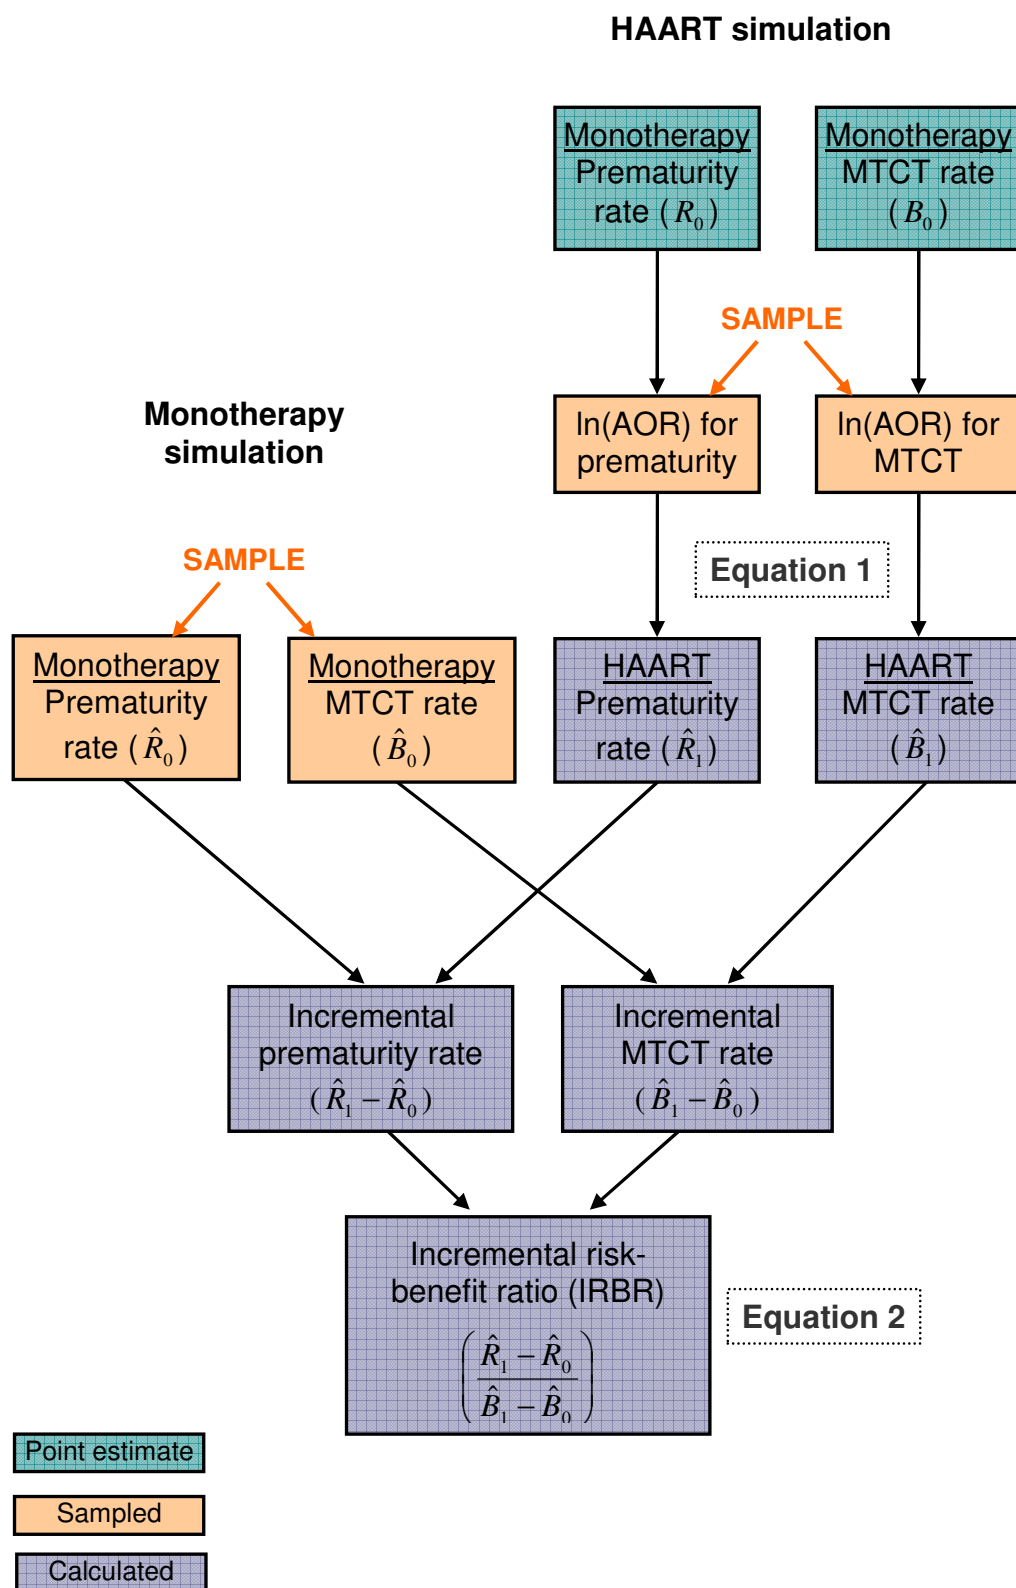 HAART simulation
Monotherapy
Prematurity
rate (R₀)
Monotherapy
MTCT rate
(B₀)
SAMPLE
ln(AOR) for
prematurity
ln(AOR) for
MTCT
Monotherapy
simulation
Equation 1
SAMPLE
Monotherapy
Prematurity
rate (R̂₀)
Monotherapy
MTCT rate
(B̂₀)
HAART
Prematurity
rate (R̂₁)
HAART
MTCT rate
(B̂₁)
Incremental
prematurity rate
(R̂₁ − R̂₀)
Incremental
MTCT rate
(B̂₁ − B̂₀)
Incremental risk-
benefit ratio (IRBR)
R̂₁ − R̂₀
B̂₁ − B̂₀
Equation 2
Point estimate
Sampled
Calculated